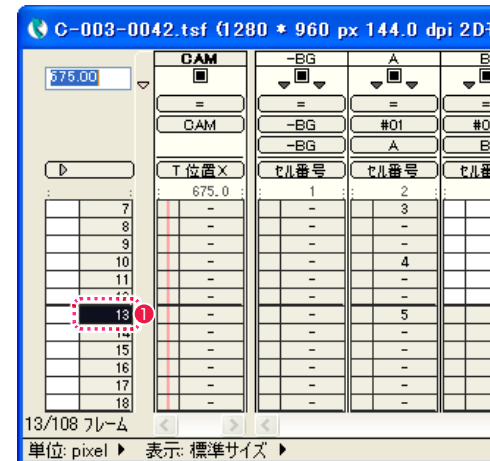 C-003-0042.tsf (1280 * 960 px 144.0 dpi 2D
CAM -BG A B
675.00
= = =
CAM -BG #01 #0
-BG A B
T 位置X セル番号 セル番号 セル番
: : 675.0 : 1 : 2 :
7 - - 3
8 - - -
9 - - -
10 - - 4
11 - - -
12 - - -
13 1 - - 5
14 - - -
15 - - -
16 - - -
17 - - -
18 - - -
13/108 フレーム
単位: pixel 表示: 標準サイズ